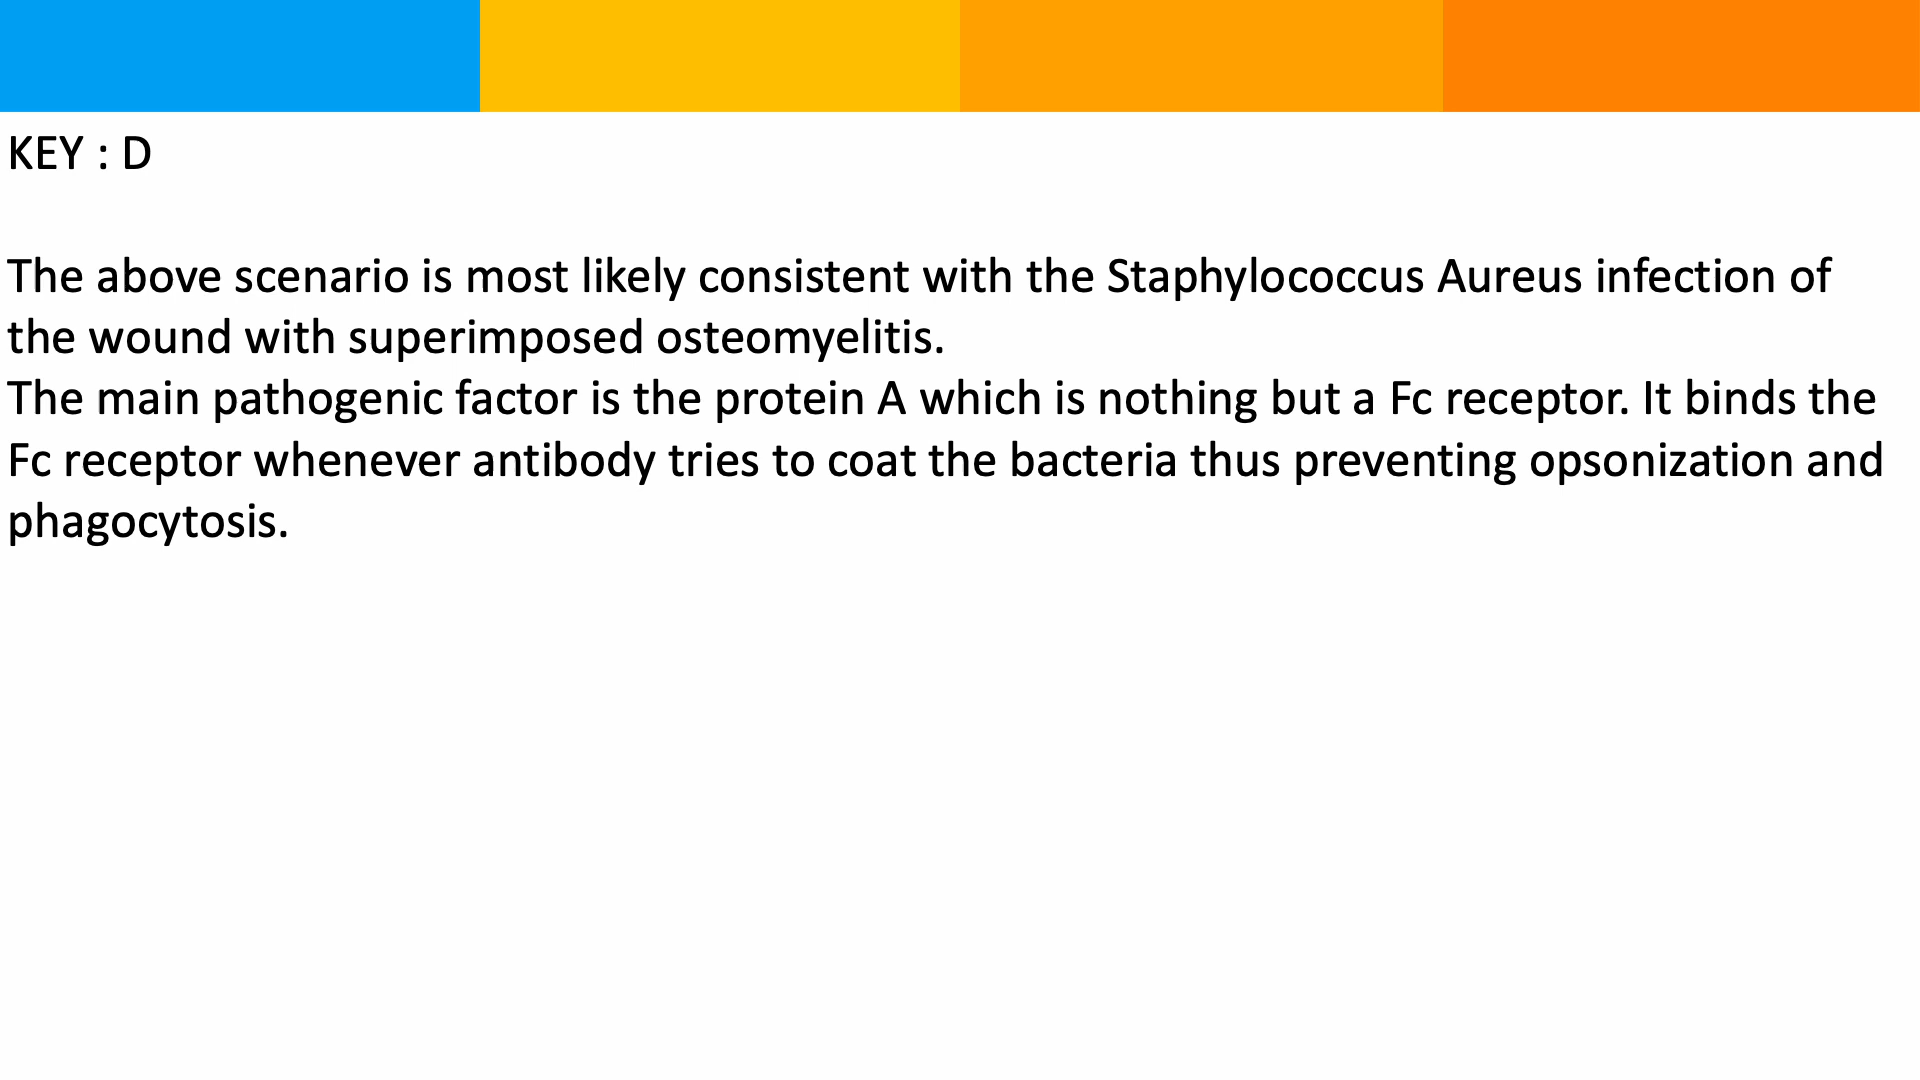 KEY : D
The above scenario is most likely consistent with the Staphylococcus Aureus infection of
the wound with superimposed osteomyelitis.
The main pathogenic factor is the protein A which is nothing but a Fc receptor. It binds the
Fc receptor whenever antibody tries to coat the bacteria thus preventing opsonization and
phagocytosis.